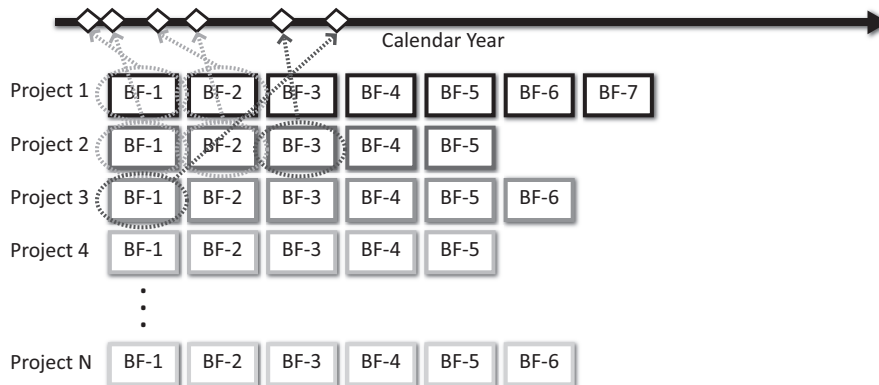 Calendar Year
Project 1 BF-1 BF-2 BF-3 BF-4 BF-5 BF-6 BF-7
Project 2 BF-1 BF-2 BF-3 BF-4 BF-5
Project 3 BF-1 BF-2 BF-3 BF-4 BF-5 BF-6
Project 4 BF-1 BF-2 BF-3 BF-4 BF-5
Project N BF-1 BF-2 BF-3 BF-4 BF-5 BF-6